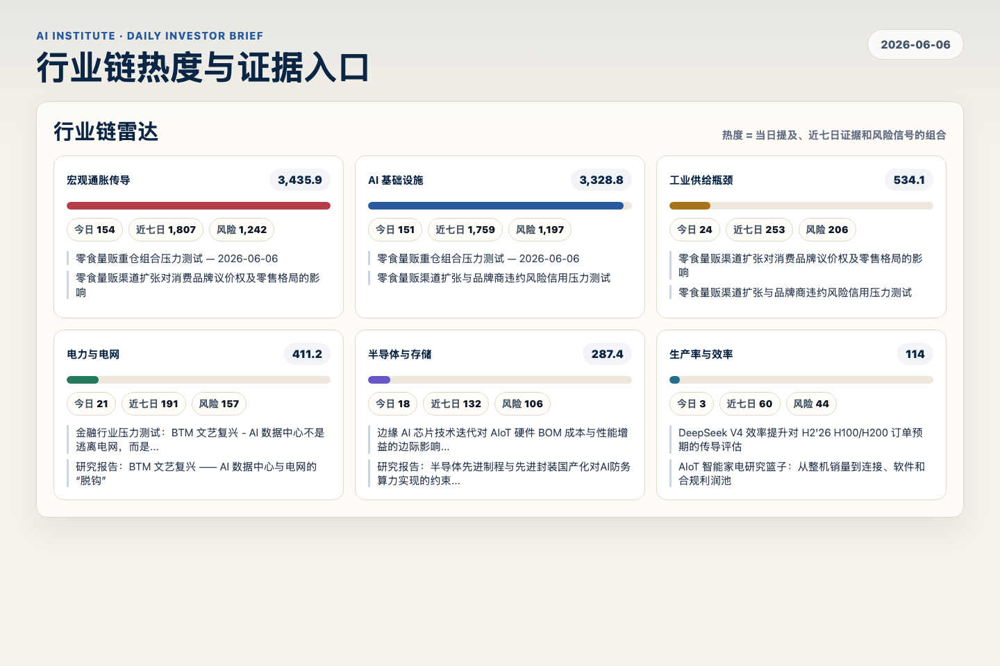 AI INSTITUTE · DAILY INVESTOR BRIEF
2026-06-06
行业链热度与证据入口
行业链雷达
热度 = 当日提及、近七日证据和风险信号的组合
宏观通胀传导
3,435.9
今日 154
近七日 1,807
风险 1,242
零食量贩重仓组合压力测试 — 2026-06-06
零食量贩渠道扩张对消费品牌议价权及零售格局的影
响
AI 基础设施
3,328.8
今日 151
近七日 1,759
风险 1,197
零食量贩重仓组合压力测试 — 2026-06-06
零食量贩渠道扩张与品牌商违约风险信用压力测试
工业供给瓶颈
534.1
今日 24
近七日 253
风险 206
零食量贩渠道扩张对消费品牌议价权及零售格局的影
响
零食量贩渠道扩张与品牌商违约风险信用压力测试
电力与电网
411.2
今日 21
近七日 191
风险 157
金融行业压力测试：BTM 文艺复兴 - AI 数据中心不是
逃离电网，而是...
研究报告：BTM 文艺复兴 —— AI 数据中心与电网的
“脱钩”
半导体与存储
287.4
今日 18
近七日 132
风险 106
边缘 AI 芯片技术迭代对 AIoT 硬件 BOM 成本与性能增
益的边际影响...
研究报告：半导体先进制程与先进封装国产化对AI防务
算力实现的约束...
生产率与效率
114
今日 3
近七日 60
风险 44
DeepSeek V4 效率提升对 H2'26 H100/H200 订单预
期的传导评估
AIoT 智能家电研究篮子：从整机销量到连接、软件和
合规利润池